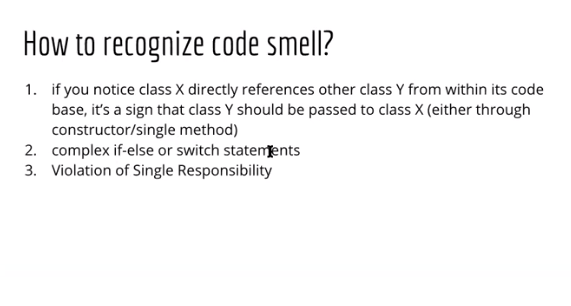 How to recognize code smell?
1. if you notice class X directly references other class Y from within its code
base, it's a sign that class Y should be passed to class X (either through
constructor/single method)
2. complex if-else or switch statements
3. Violation of Single Responsibility